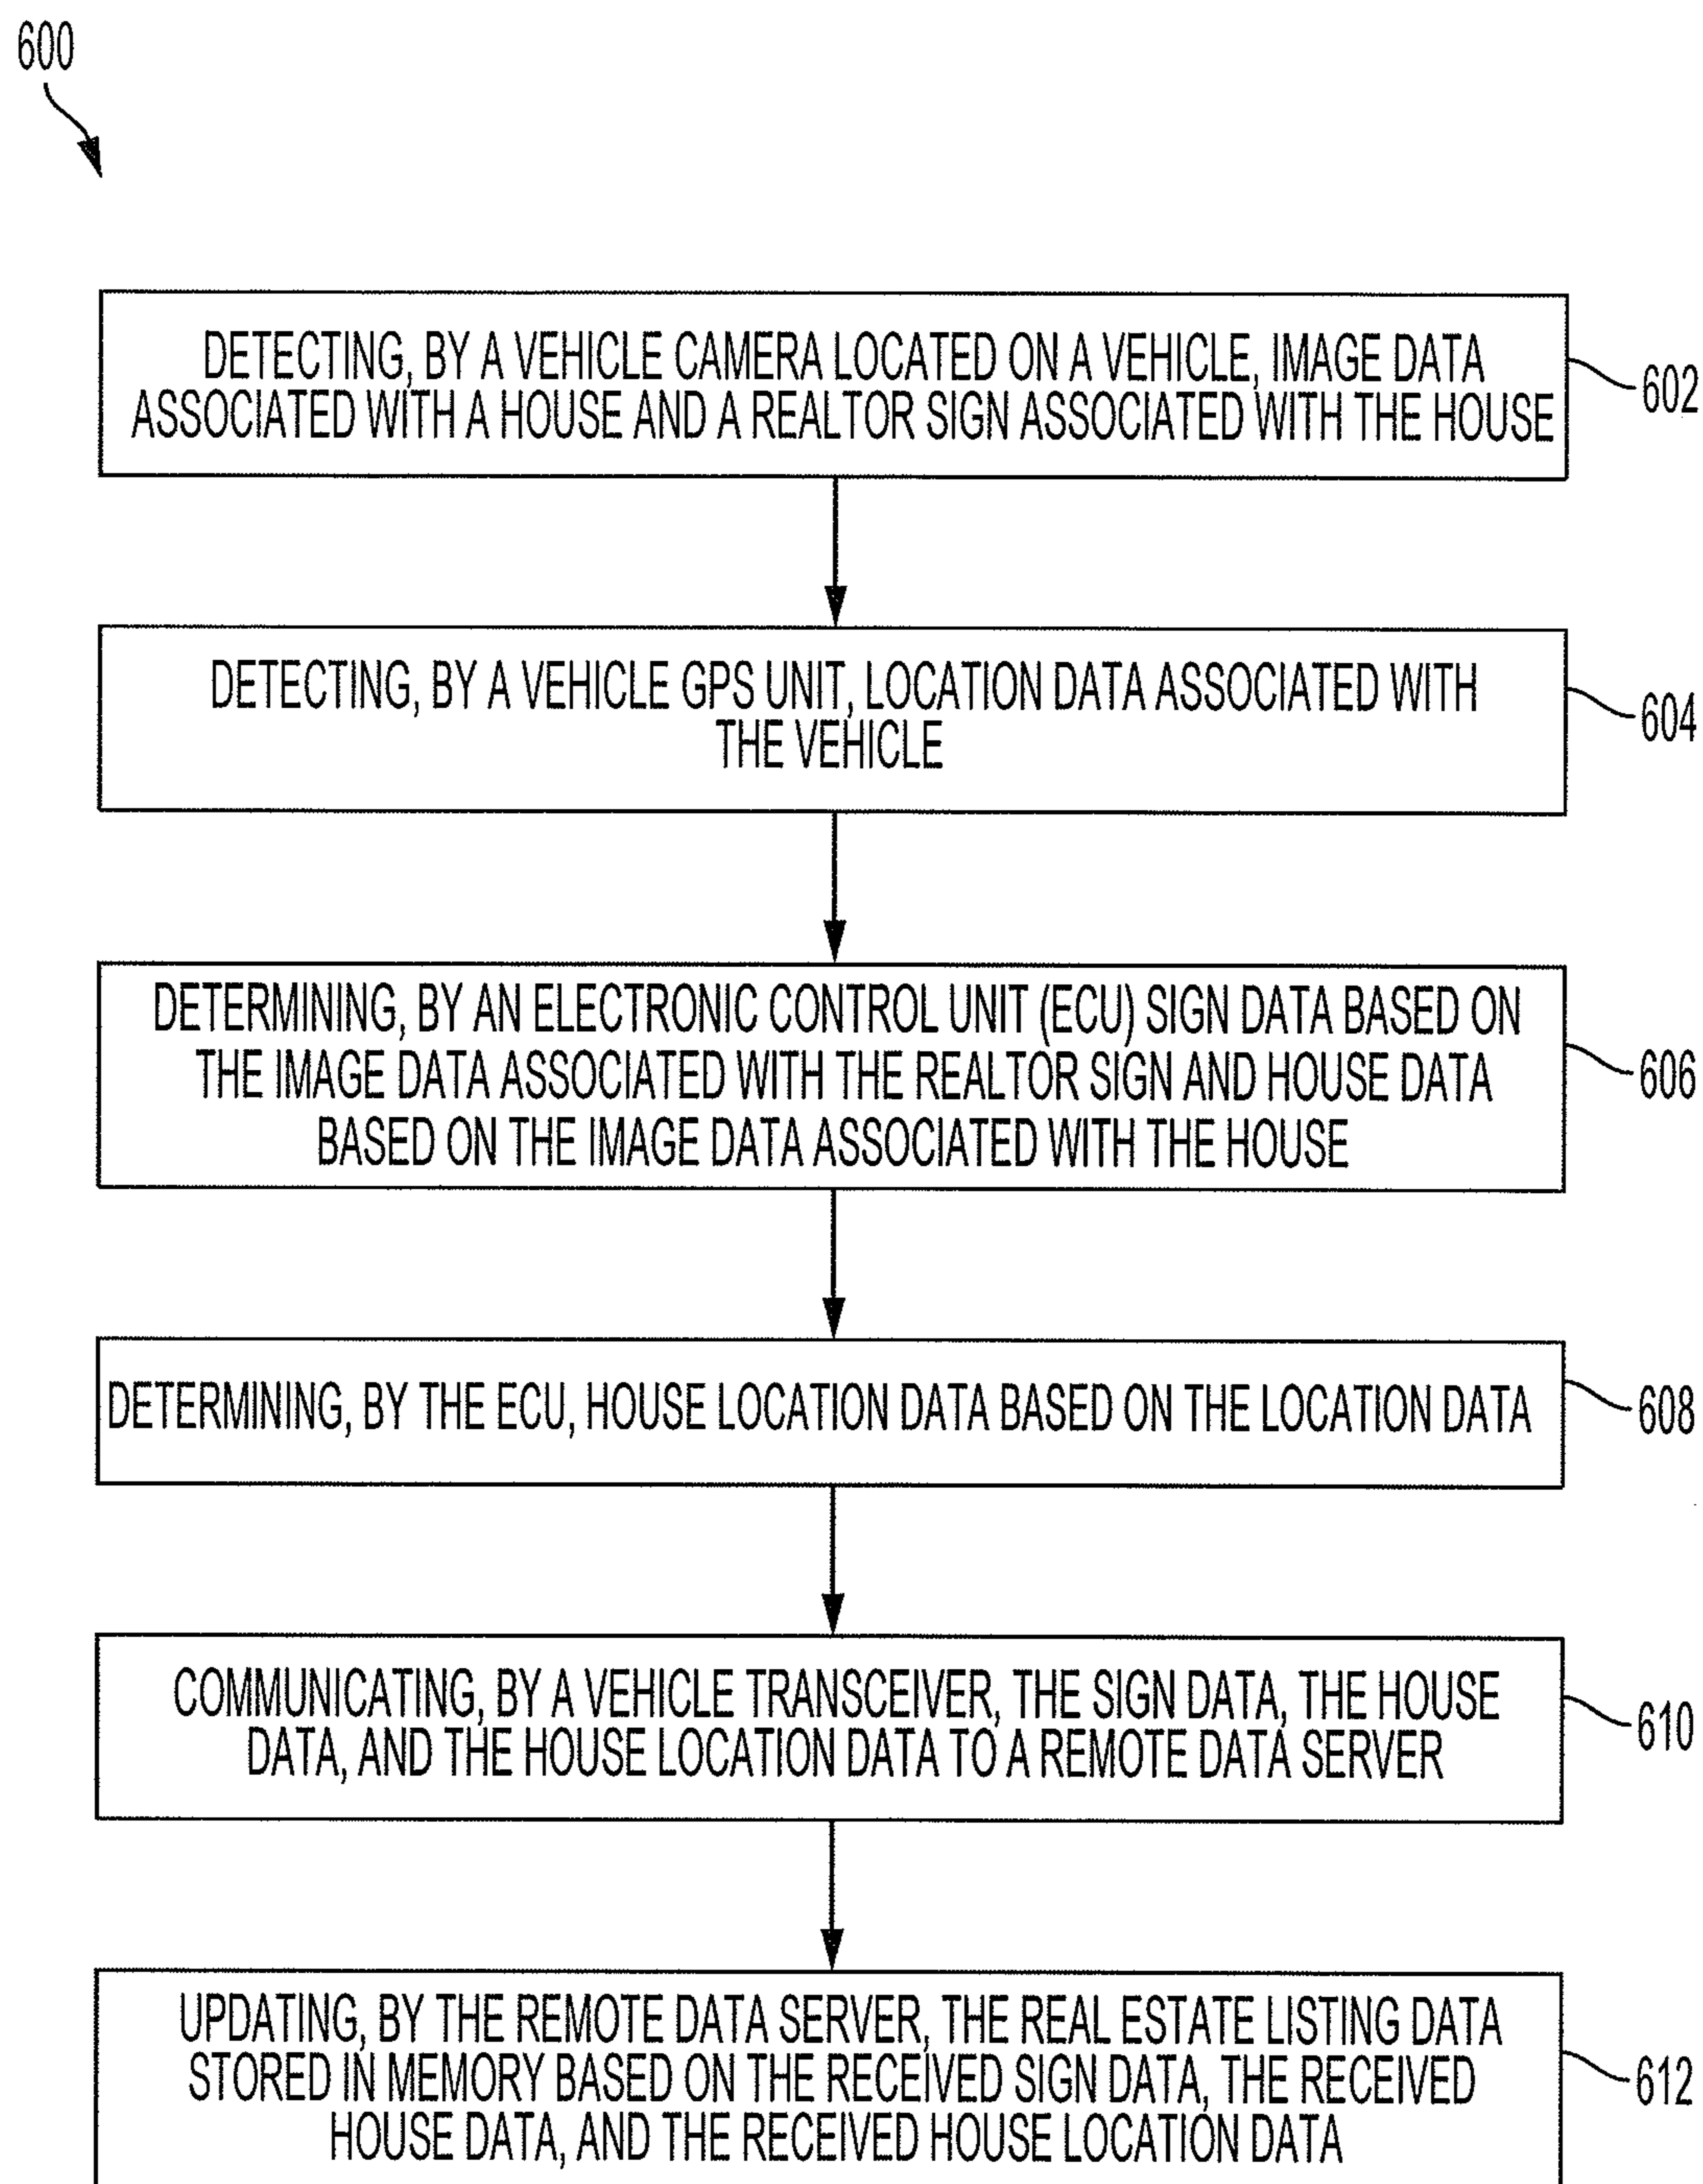 600
DETECTING, BY A VEHICLE CAMERA LOCATED ON A VEHICLE, IMAGE DATA
ASSOCIATED WITH A HOUSE AND A REALTOR SIGN ASSOCIATED WITH THE HOUSE
602
DETECTING, BY A VEHICLE GPS UNIT, LOCATION DATA ASSOCIATED WITH
THE VEHICLE
604
DETERMINING, BY AN ELECTRONIC CONTROL UNIT (ECU) SIGN DATA BASED ON
THE IMAGE DATA ASSOCIATED WITH THE REALTOR SIGN AND HOUSE DATA
BASED ON THE IMAGE DATA ASSOCIATED WITH THE HOUSE
606
DETERMINING, BY THE ECU, HOUSE LOCATION DATA BASED ON THE LOCATION DATA
608
COMMUNICATING, BY A VEHICLE TRANSCEIVER, THE SIGN DATA, THE HOUSE
DATA, AND THE HOUSE LOCATION DATA TO A REMOTE DATA SERVER
610
UPDATING, BY THE REMOTE DATA SERVER, THE REAL ESTATE LISTING DATA
STORED IN MEMORY BASED ON THE RECEIVED SIGN DATA, THE RECEIVED
HOUSE DATA, AND THE RECEIVED HOUSE LOCATION DATA
612